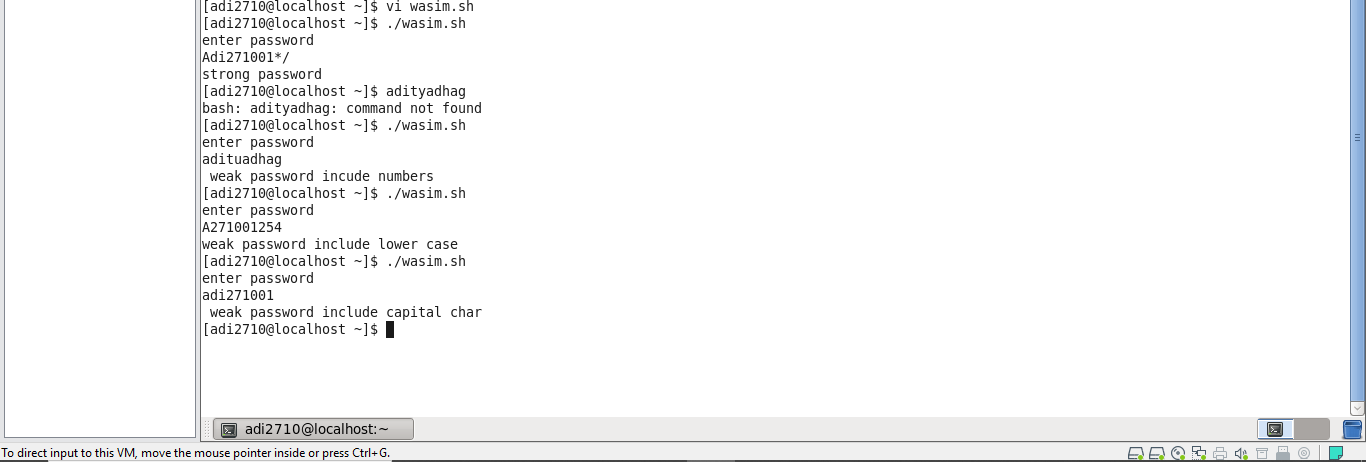 [adi2710@localhost ~]$ vi wasim.sh
[adi2710@localhost ~]$ ./wasim.sh
enter password
Adi271001*/
strong password
[adi2710@localhost ~]$ adityadhag
bash: adityadhag: command not found
[adi2710@localhost ~]$ ./wasim.sh
enter password
adituadhag
 weak password incude numbers
[adi2710@localhost ~]$ ./wasim.sh
enter password
A271001254
weak password include lower case
[adi2710@localhost ~]$ ./wasim.sh
enter password
adi271001
 weak password include capital char
[adi2710@localhost ~]$
adi2710@localhost:~
To direct input to this VM, move the mouse pointer inside or press Ctrl+G.